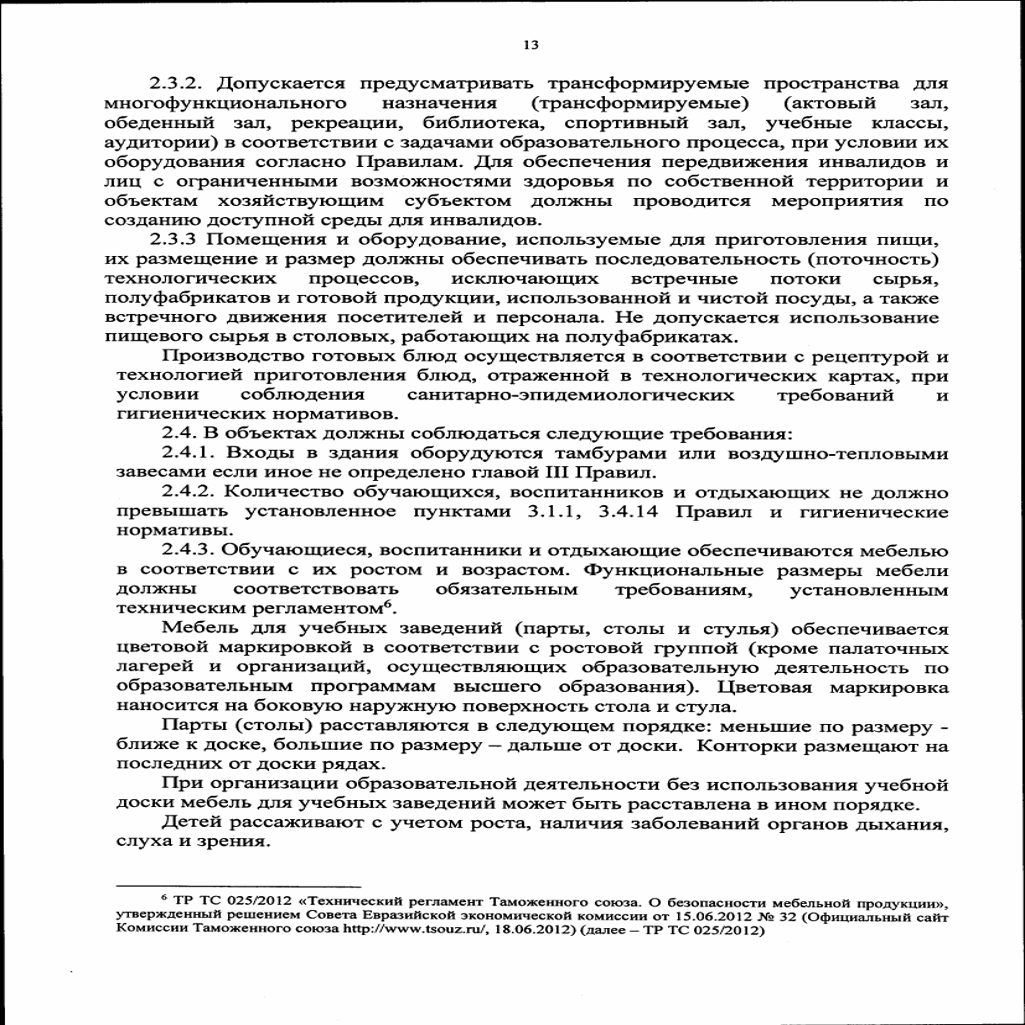 13
2.3.2. Допускается предусматривать трансформируемые пространства для
многофункционального назначения (трансформируемые) (актовый зал,
обеденный зал, рекреации, библиотека, спортивный зал, учебные классы,
аудитории) в соответствии с задачами образовательного процесса, при условии их
оборудования согласно Правилам. Для обеспечения передвижения инвалидов и
лиц с ограниченными возможностями здоровья по собственной территории и
объектам хозяйствующим субъектом должны проводится мероприятия по
созданию доступной среды для инвалидов.
2.3.3 Помещения и оборудование, используемые для приготовления пищи,
их размещение и размер должны обеспечивать последовательность (поточность)
технологических процессов, исключающих встречные потоки сырья,
полуфабрикатов и готовой продукции, использованной и чистой посуды, а также
встречного движения посетителей и персонала. Не допускается использование
пищевого сырья в столовых, работающих на полуфабрикатах.
Производство готовых блюд осуществляется в соответствии с рецептурой и
технологией приготовления блюд, отраженной в технологических картах, при
условии соблюдения санитарно-эпидемиологических требований и
гигиенических нормативов.
2.4. В объектах должны соблюдаться следующие требования:
2.4.1. Входы в здания оборудуются тамбурами или воздушно-тепловыми
завесами если иное не определено главой III Правил.
2.4.2. Количество обучающихся, воспитанников и отдыхающих не должно
превышать установленное пунктами 3.1.1, 3.4.14 Правил и гигиенические
нормативы.
2.4.3. Обучающиеся, воспитанники и отдыхающие обеспечиваются мебелью
в соответствии с их ростом и возрастом. Функциональные размеры мебели
должны соответствовать обязательным требованиям, установленным
техническим регламентом⁶.
Мебель для учебных заведений (парты, столы и стулья) обеспечивается
цветовой маркировкой в соответствии с ростовой группой (кроме палаточных
лагерей и организаций, осуществляющих образовательную деятельность по
образовательным программам высшего образования). Цветовая маркировка
наносится на боковую наружную поверхность стола и стула.
Парты (столы) расставляются в следующем порядке: меньшие по размеру -
ближе к доске, большие по размеру – дальше от доски. Конторки размещают на
последних от доски рядах.
При организации образовательной деятельности без использования учебной
доски мебель для учебных заведений может быть расставлена в ином порядке.
Детей рассаживают с учетом роста, наличия заболеваний органов дыхания,
слуха и зрения.
⁶ ТР ТС 025/2012 «Технический регламент Таможенного союза. О безопасности мебельной продукции»,
утвержденный решением Совета Евразийской экономической комиссии от 15.06.2012 № 32 (Официальный сайт
Комиссии Таможенного союза http://www.tsouz.ru/, 18.06.2012) (далее – ТР ТС 025/2012)